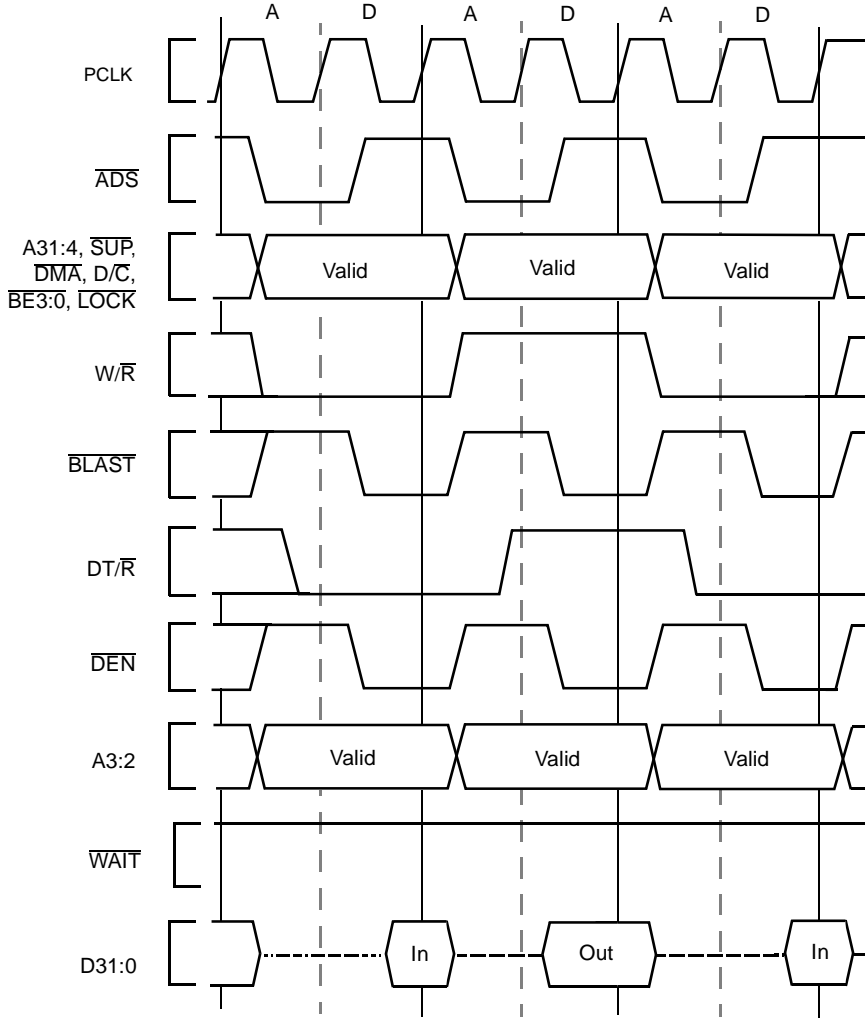 A D A D A D
PCLK
ADS
A31:4, SUP,
DMA, D/C,
BE3:0, LOCK
Valid Valid Valid
W/R
BLAST
DT/R
DEN
A3:2
Valid Valid Valid
WAIT
D31:0
In Out In